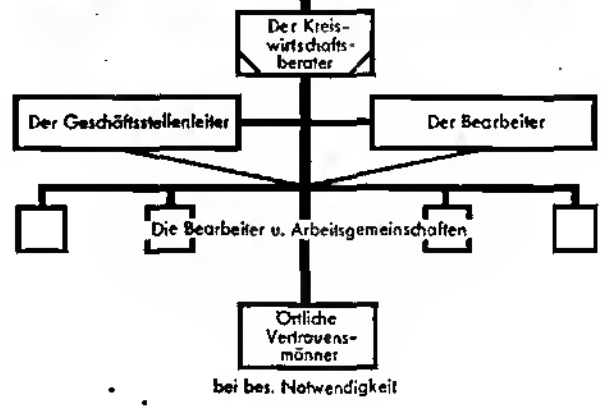 Der Kreis-
wirtschafts-
berater
Der Geschäftsstellenleiter
Der Bearbeiter
Die Bearbeiter u. Arbeitsgemeinschaften
Örtliche
Vertrauens-
männer
bei bes. Notwendigkeit